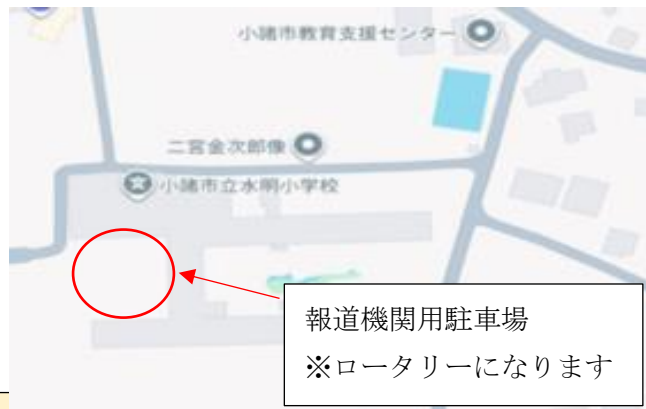 小諸市教育支援センター
二宮金次郎像
小諸市立水明小学校
報道機関用駐車場
※ロータリーになります